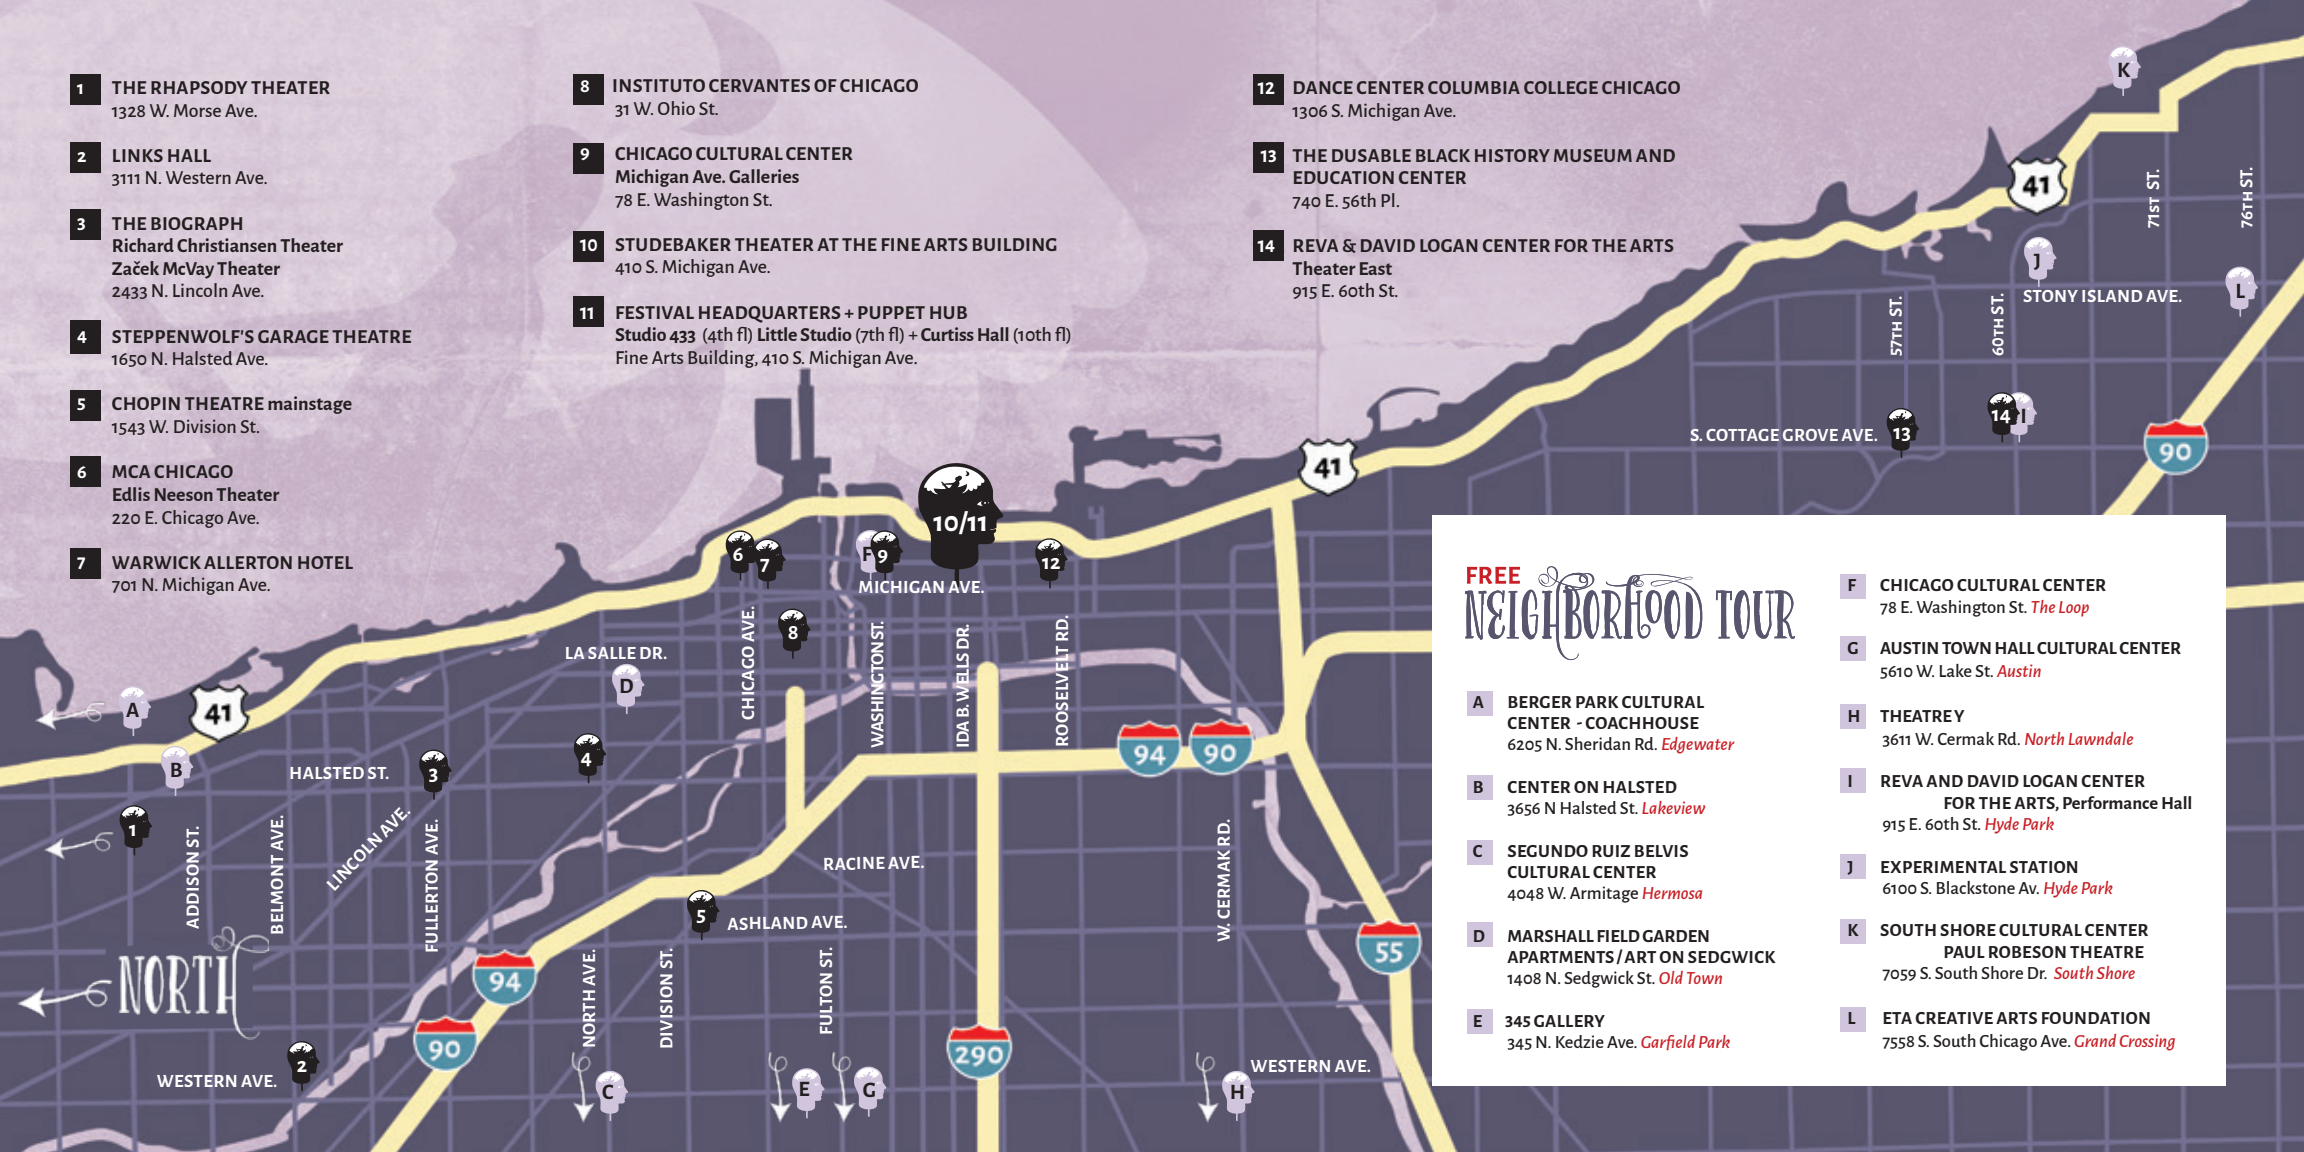 1 THE RHAPSODY THEATER
1328 W. Morse Ave.
2 LINKS HALL
3111 N. Western Ave.
3 THE BIOGRAPH
Richard Christiansen Theater
Začek McVay Theater
2433 N. Lincoln Ave.
4 STEPPENWOLF'S GARAGE THEATRE
1650 N. Halsted Ave.
5 CHOPIN THEATRE mainstage
1543 W. Division St.
6 MCA CHICAGO
Edlis Neeson Theater
220 E. Chicago Ave.
7 WARWICK ALLERTON HOTEL
701 N. Michigan Ave.
8 INSTITUTO CERVANTES OF CHICAGO
31 W. Ohio St.
9 CHICAGO CULTURAL CENTER
Michigan Ave. Galleries
78 E. Washington St.
10 STUDEBAKER THEATER AT THE FINE ARTS BUILDING
410 S. Michigan Ave.
11 FESTIVAL HEADQUARTERS + PUPPET HUB
Studio 433 (4th fl) Little Studio (7th fl) + Curtiss Hall (10th fl)
Fine Arts Building, 410 S. Michigan Ave.
12 DANCE CENTER COLUMBIA COLLEGE CHICAGO
1306 S. Michigan Ave.
13 THE DUSABLE BLACK HISTORY MUSEUM AND
EDUCATION CENTER
740 E. 56th Pl.
14 REVA & DAVID LOGAN CENTER FOR THE ARTS
Theater East
915 E. 60th St.
K
41
71ST ST.
76TH ST.
J
L
STONY ISLAND AVE.
57TH ST.
60TH ST.
S. COTTAGE GROVE AVE.
13
14
I
90
41
10/11
6
7
F
9
12
MICHIGAN AVE.
8
LA SALLE DR.
D
CHICAGO AVE.
WASHINGTON ST.
IDA B. WELLS DR.
ROOSEVELT RD.
A
41
B
HALSTED ST.
3
4
94
90
1
ADDISON ST.
BELMONT AVE.
LINCOLN AVE.
FULLERTON AVE.
RACINE AVE.
W. CERMAK RD.
5
ASHLAND AVE.
55
NORTH
94
90
NORTH AVE.
DIVISION ST.
FULTON ST.
290
2
WESTERN AVE.
C
E
G
H
WESTERN AVE.
FREE
NEIGHBORHOOD TOUR
A BERGER PARK CULTURAL
CENTER - COACHHOUSE
6205 N. Sheridan Rd. Edgewater
B CENTER ON HALSTED
3656 N Halsted St. Lakeview
C SEGUNDO RUIZ BELVIS
CULTURAL CENTER
4048 W. Armitage Hermosa
D MARSHALL FIELD GARDEN
APARTMENTS / ART ON SEDGWICK
1408 N. Sedgwick St. Old Town
E 345 GALLERY
345 N. Kedzie Ave. Garfield Park
F CHICAGO CULTURAL CENTER
78 E. Washington St. The Loop
G AUSTIN TOWN HALL CULTURAL CENTER
5610 W. Lake St. Austin
H THEATRE Y
3611 W. Cermak Rd. North Lawndale
I REVA AND DAVID LOGAN CENTER
FOR THE ARTS, Performance Hall
915 E. 60th St. Hyde Park
J EXPERIMENTAL STATION
6100 S. Blackstone Av. Hyde Park
K SOUTH SHORE CULTURAL CENTER
PAUL ROBESON THEATRE
7059 S. South Shore Dr. South Shore
L ETA CREATIVE ARTS FOUNDATION
7558 S. South Chicago Ave. Grand Crossing